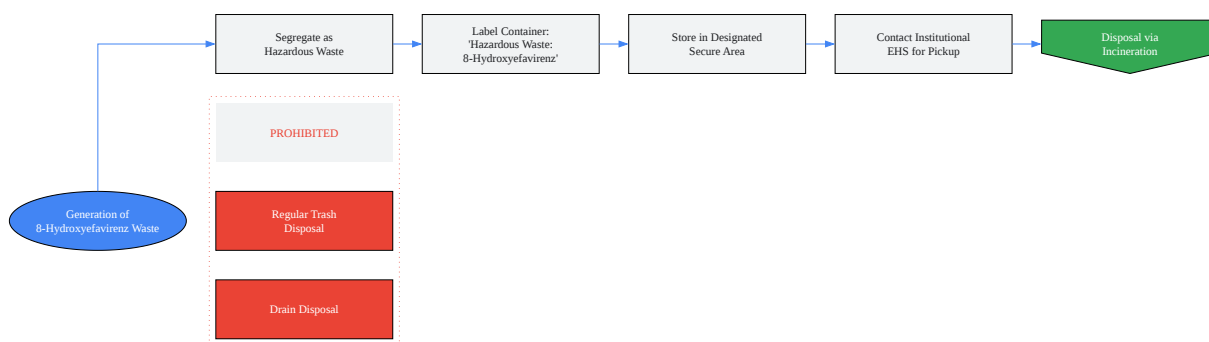 Segregate as
Hazardous Waste
Label Container:
'Hazardous Waste:
8-Hydroxyefavirenz'
Store in Designated
Secure Area
Contact Institutional
EHS for Pickup
Disposal via
Incineration
PROHIBITED
Generation of
8-Hydroxyefavirenz Waste
Regular Trash
Disposal
Drain Disposal